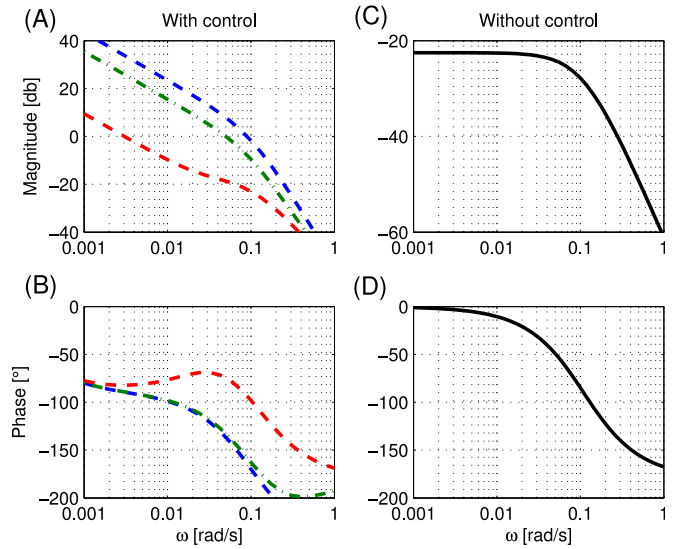 (A) With control
(C) Without control
Magnitude [db]
40
20
0
−20
−40
0.001 0.01 0.1 1
−20
−40
−60
0.001 0.01 0.1 1
(B)
(D)
Phase [°]
0
−50
−100
−150
−200
0.001 0.01 0.1 1
ω [rad/s]
0
−50
−100
−150
−200
0.001 0.01 0.1 1
ω [rad/s]